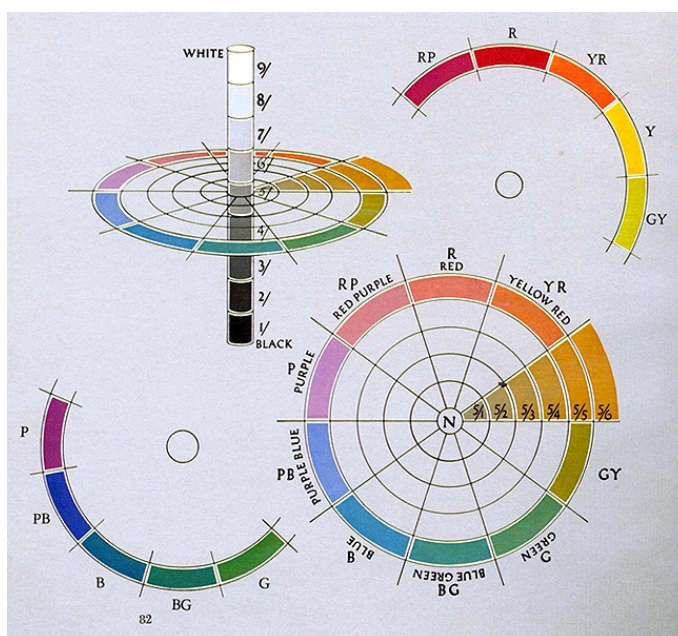 WHITE
9/
8/
7/
6/
5/
4/
3/
2/
1/
BLACK
RP
R
YR
Y
GY
R
RED
RP
RED PURPLE
YR
YELLOW RED
P
PURPLE
N
5/1
5/2
5/3
5/4
5/5
5/6
PB
PURPLE BLUE
GY
B
BLUE
BG
BLUE GREEN
G
GREEN
P
PB
B
BG
G
82